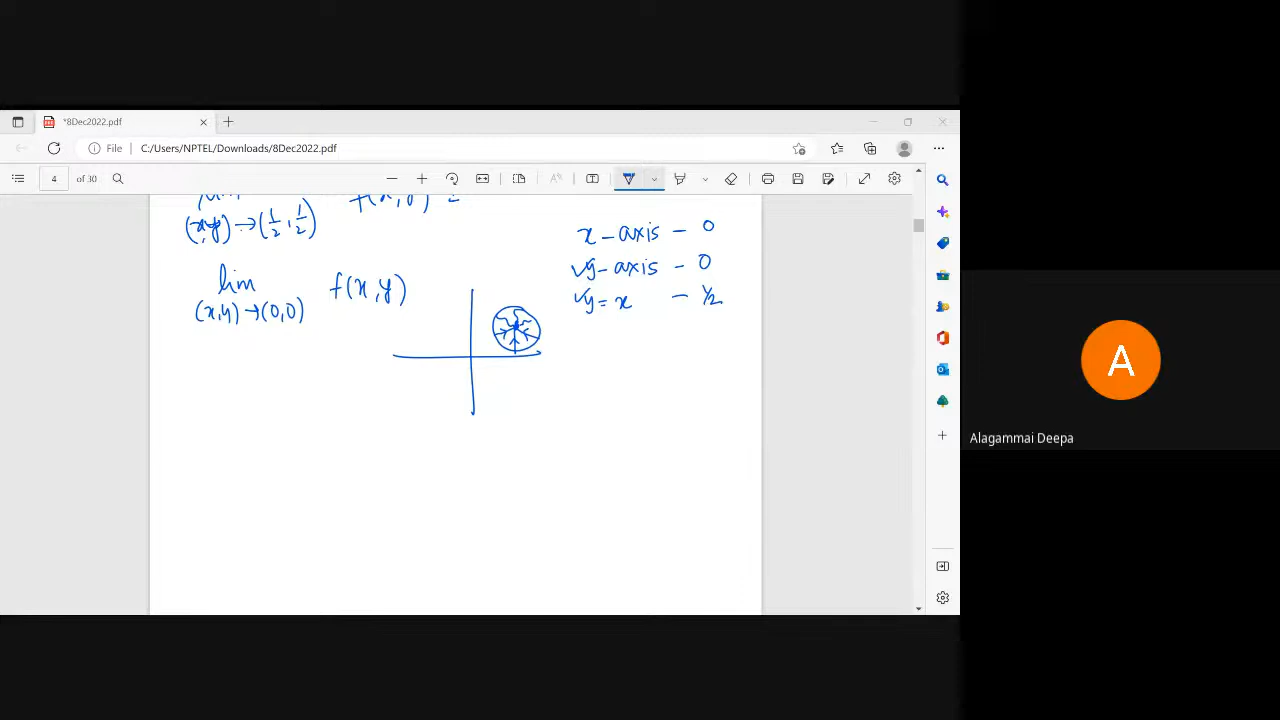 *8Dec2022.pdf
File C:/Users/NPTEL/Downloads/8Dec2022.pdf
4 of 30
(x,y) → (1/2, 1/2) f(x,y) =
x - axis - 0
y - axis - 0
lim f(x,y)
y = x - 1/2
(x,y) → (0,0)
A
Alagammai Deepa